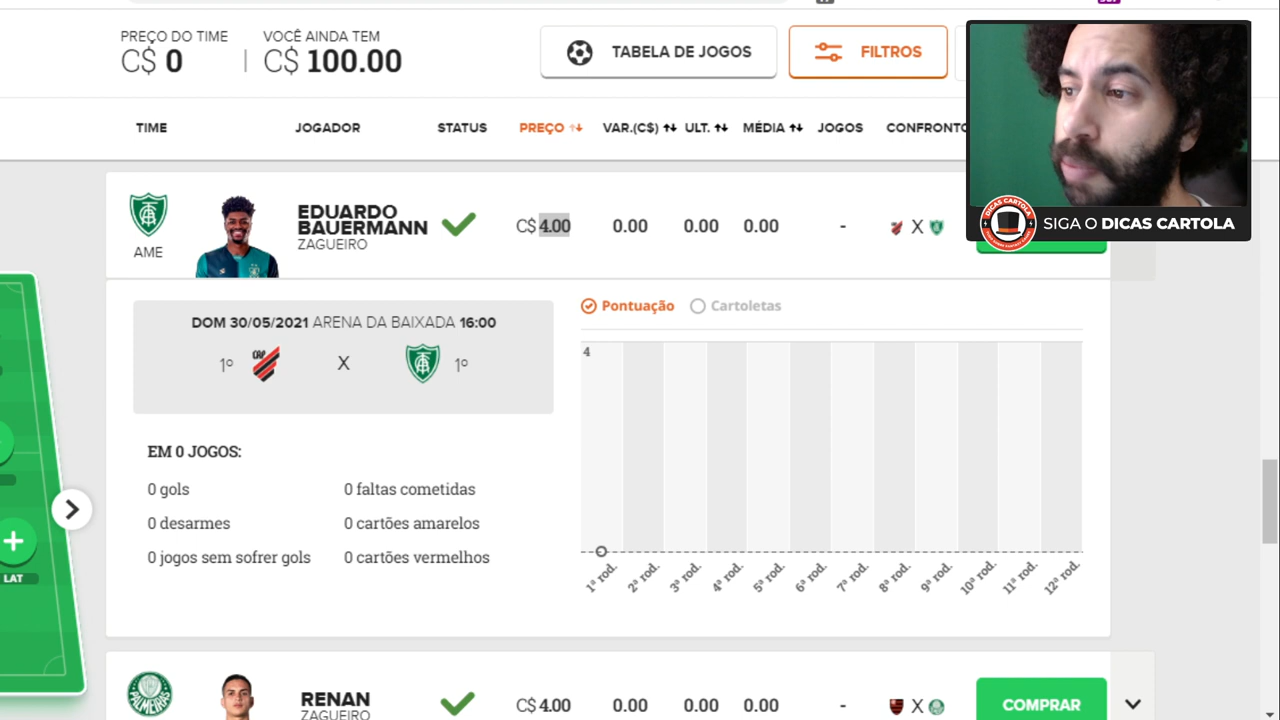 PREÇO DO TIME
C$ 0
VOCÊ AINDA TEM
C$ 100.00
TABELA DE JOGOS
FILTROS
TIME JOGADOR STATUS PREÇO VAR.(C$) ULT. MÉDIA JOGOS CONFRONTO
DICAS CARTOLA
SIGA O DICAS CARTOLA
AME
EDUARDO
BAUERMANN
ZAGUEIRO
C$ 4.00 0.00 0.00 0.00 - X
DOM 30/05/2021 ARENA DA BAIXADA 16:00
1º CAP X 1º
Pontuação Cartoletas
4
EM 0 JOGOS:
0 gols 0 faltas cometidas
0 desarmes 0 cartões amarelos
0 jogos sem sofrer gols 0 cartões vermelhos
1ª rod. 2ª rod. 3ª rod. 4ª rod. 5ª rod. 6ª rod. 7ª rod. 8ª rod. 9ª rod. 10ª rod. 11ª rod. 12ª rod.
LAT
PALMEIRAS
RENAN
ZAGUEIRO
C$ 4.00 0.00 0.00 0.00 - X
COMPRAR